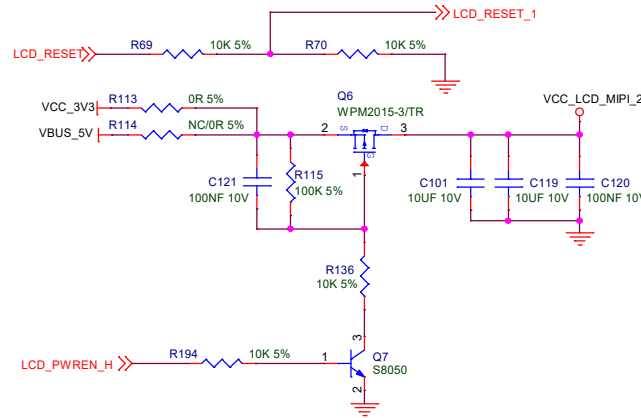 LCD_RESET_1
R69 10K 5% R70 10K 5%
LCD_RESET
R113
VCC_3V3
0R 5%
R114
VBUS_5V
NC/0R 5%
Q6
WPM2015-3/TR
2 S D 3
G
1
VCC_LCD_MIPI_2
C121
100NF 10V
R115
100K 5%
C101
10UF 10V
C119
10UF 10V
C120
100NF 10V
R136
10K 5%
3
Q7
S8050
R194 10K 5% 1
LCD_PWREN_H
2